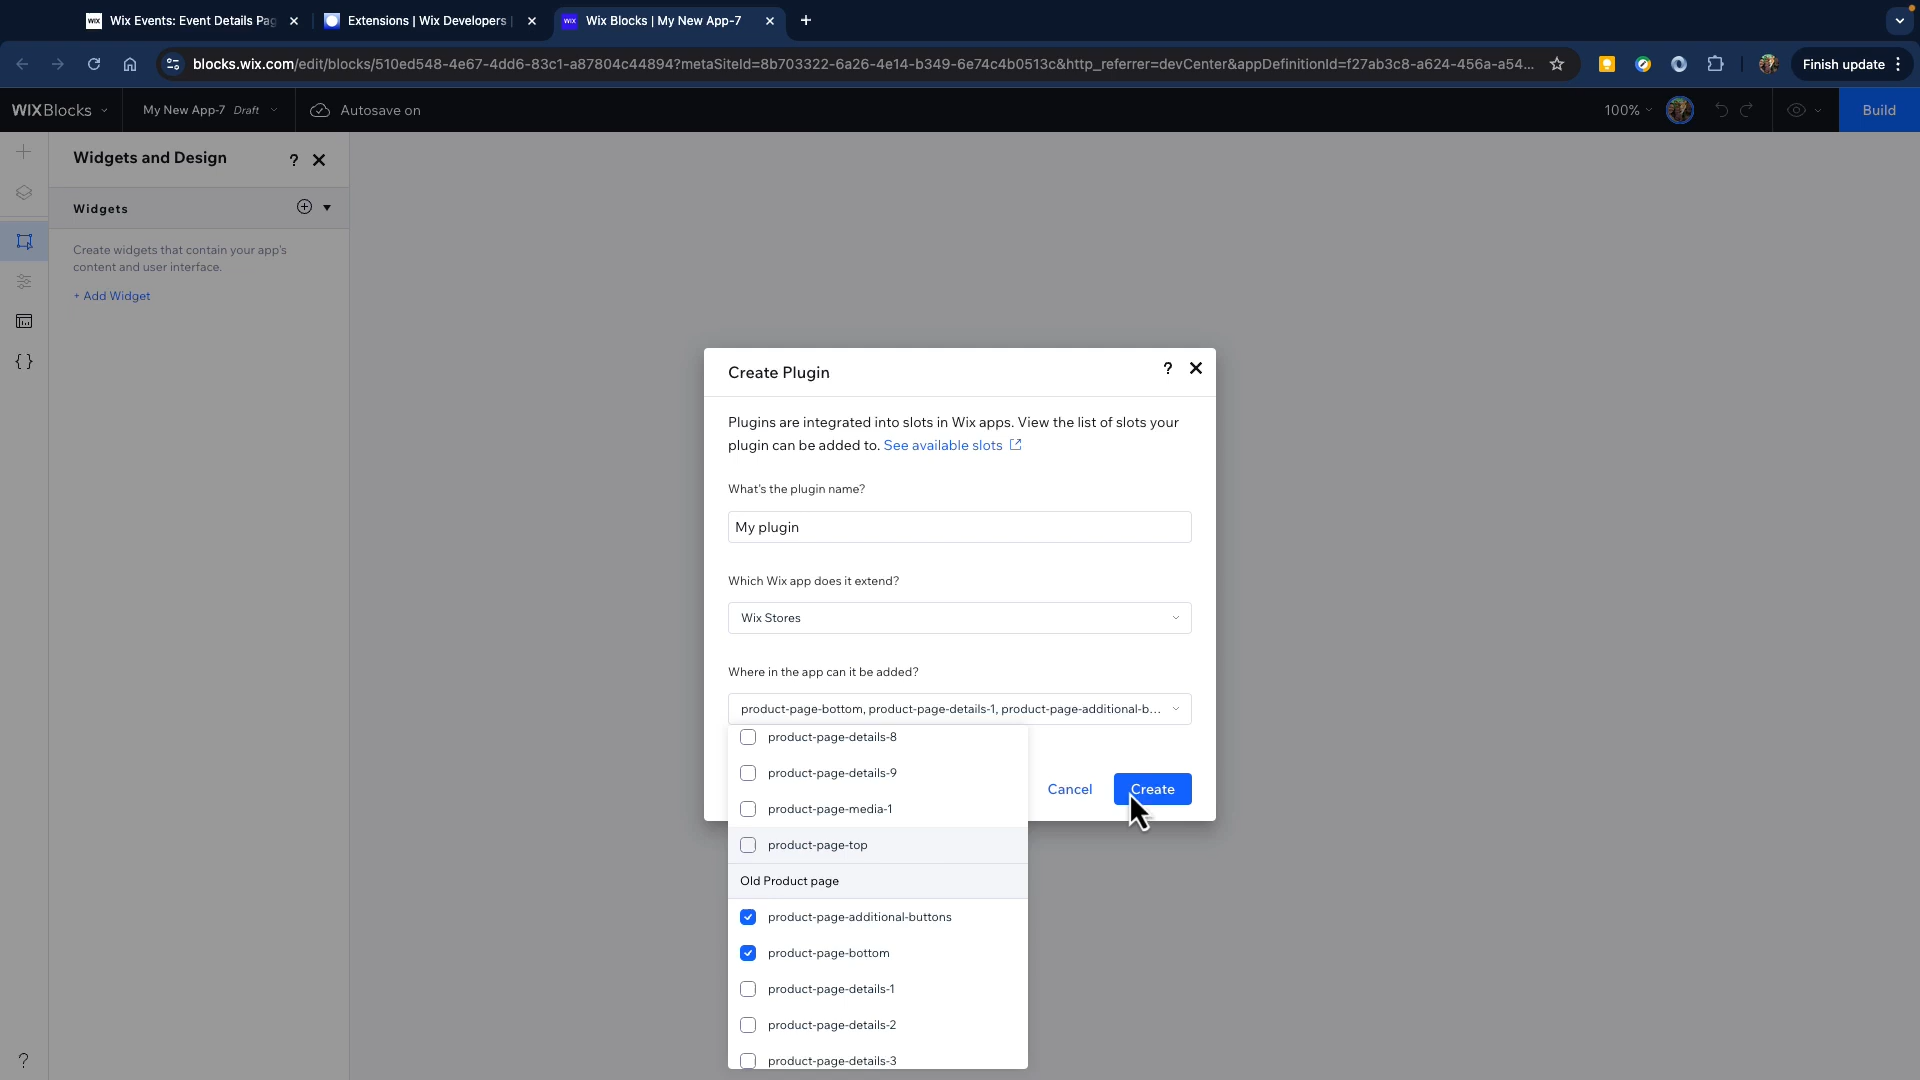 Wix Events: Event Details Pag
Extensions | Wix Developers |
Wix Blocks | My New App-7
blocks.wix.com/edit/blocks/510ed548-4e67-4dd6-83c1-a87804c44894?metaSiteId=8b703322-6a26-4e14-b349-6e74c4b0513c&http_referrer=devCenter&appDefinitionId=f27ab3c8-a624-456a-a54...
Finish update
WIXBlocks
My New App-7 Draft
Autosave on
100%
Build
Widgets and Design
?
Widgets
Create widgets that contain your app's
content and user interface.
+ Add Widget
Create Plugin
?
Plugins are integrated into slots in Wix apps. View the list of slots your
plugin can be added to. See available slots
What's the plugin name?
My plugin
Which Wix app does it extend?
Wix Stores
Where in the app can it be added?
product-page-bottom, product-page-details-1, product-page-additional-b...
product-page-details-8
product-page-details-9
product-page-media-1
product-page-top
Old Product page
product-page-additional-buttons
product-page-bottom
product-page-details-1
product-page-details-2
product-page-details-3
Cancel
Create
?